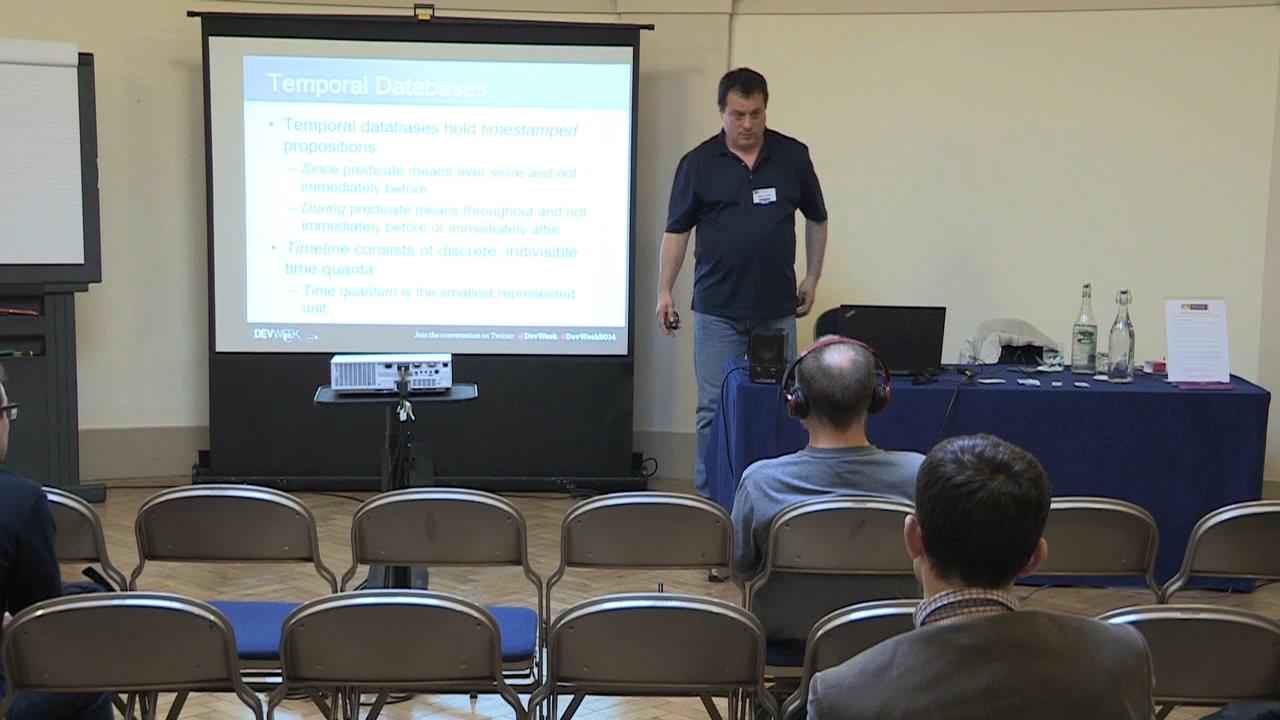 Temporal Databases
• Temporal databases hold timestamped
propositions
– Since predicate means ever since and not
immediately before
– During predicate means throughout and not
immediately before or immediately after
• Timeline consists of discrete, indivisible
time quanta
– Time quantum is the smallest represented
unit
DEVWEEK
Join the conversation on Twitter: @DevWeek #DevWeek2014